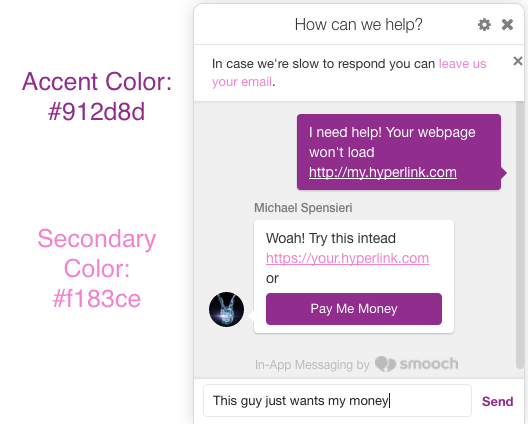 Accent Color:
#912d8d
Secondary
Color:
#f183ce
How can we help?
In case we're slow to respond you can leave us
your email.
I need help! Your webpage
won't load
http://my.hyperlink.com
Michael Spensieri
Woah! Try this intead
https://your.hyperlink.com
or
Pay Me Money
In-App Messaging by smooch
This guy just wants my money
Send